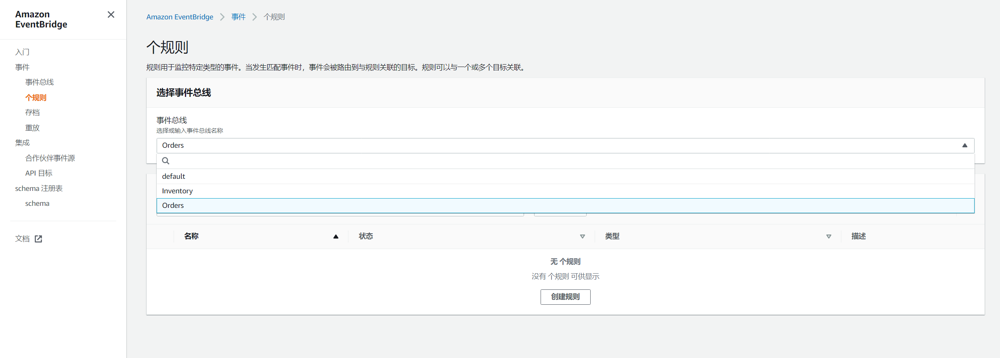 Amazon
EventBridge
入门
事件
事件总线
个规则
存档
重放
集成
合作伙伴事件源
API 目标
schema 注册表
schema
文档
Amazon EventBridge
事件
个规则
个规则
规则用于监控特定类型的事件。当发生匹配事件时，事件会被路由到与规则关联的目标。规则可以与一个或多个目标关联。
选择事件总线
事件总线
选择或输入事件总线名称
Orders
default
Inventory
Orders
名称
状态
类型
描述
无 个规则
没有 个规则 可供显示
创建规则